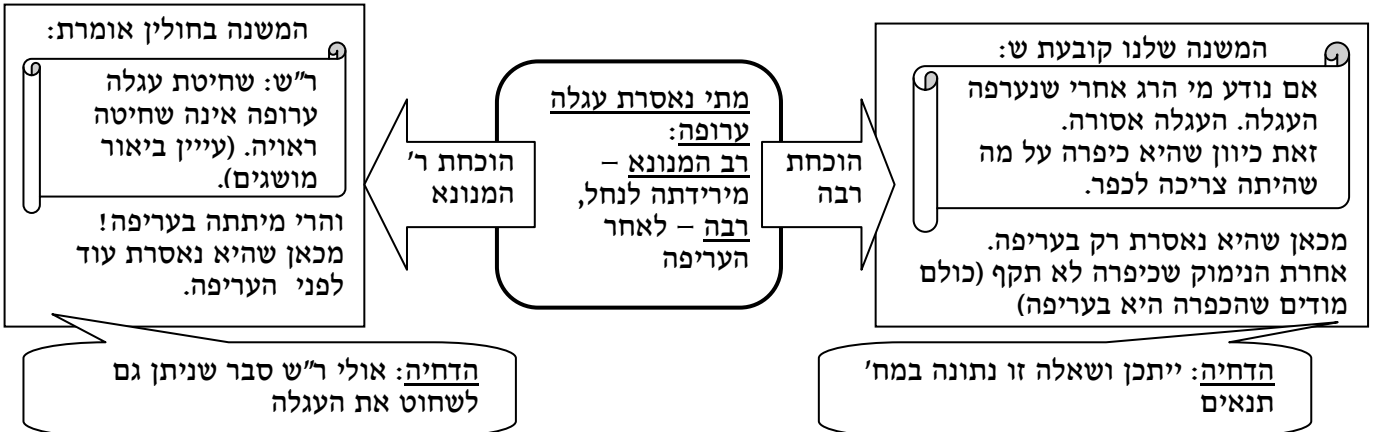 המשנה שלנו קובעת ש:
אם נודע מי הרג אחרי שנערפה
העגלה. העגלה אסורה.
זאת כיוון שהיא כיפרה על מה
שהיתה צריכה לכפר.
מכאן שהיא נאסרת רק בעריפה.
אחרת הנימוק שכיפרה לא תקף (כולם
מודים שהכפרה היא בעריפה)
הוכחת
רבה
מתי נאסרת עגלה
ערופה:
רב המנונא –
מירידתה לנחל,
רבה – לאחר
העריפה
הוכחת ר'
המנונא
המשנה בחולין אומרת:
ר"ש: שחיטת עגלה
ערופה אינה שחיטה
ראויה. (עייין ביאור
מושגים).
והרי מיתתה בעריפה!
מכאן שהיא נאסרת עוד
לפני העריפה.
הדחיה: ייתכן ושאלה זו נתונה במח'
תנאים
הדחיה: אולי ר"ש סבר שניתן גם
לשחוט את העגלה